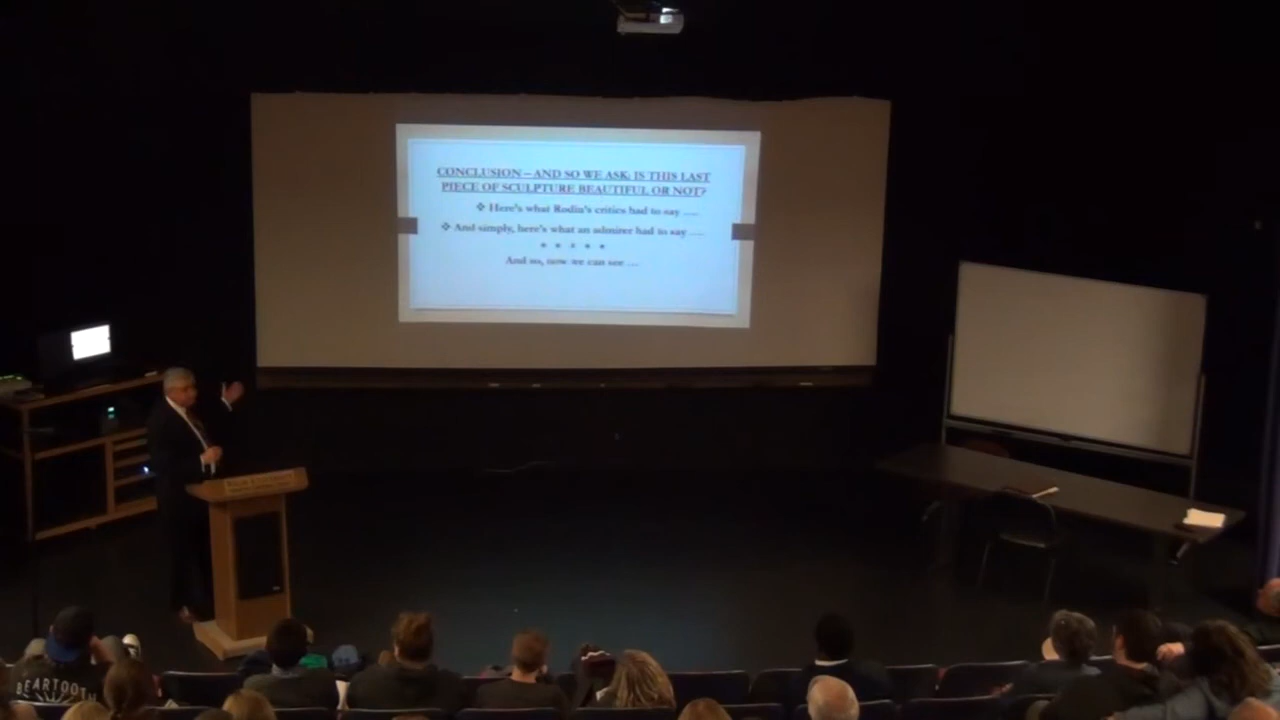 CONCLUSION – AND SO WE ASK: IS THIS LAST
PIECE OF SCULPTURE BEAUTIFUL OR NOT?
❖ Here's what Rodin's critics had to say ….
❖ And simply, here's what an admirer had to say ….
* * * * *
And so, now we can see …
BEARTOOTH